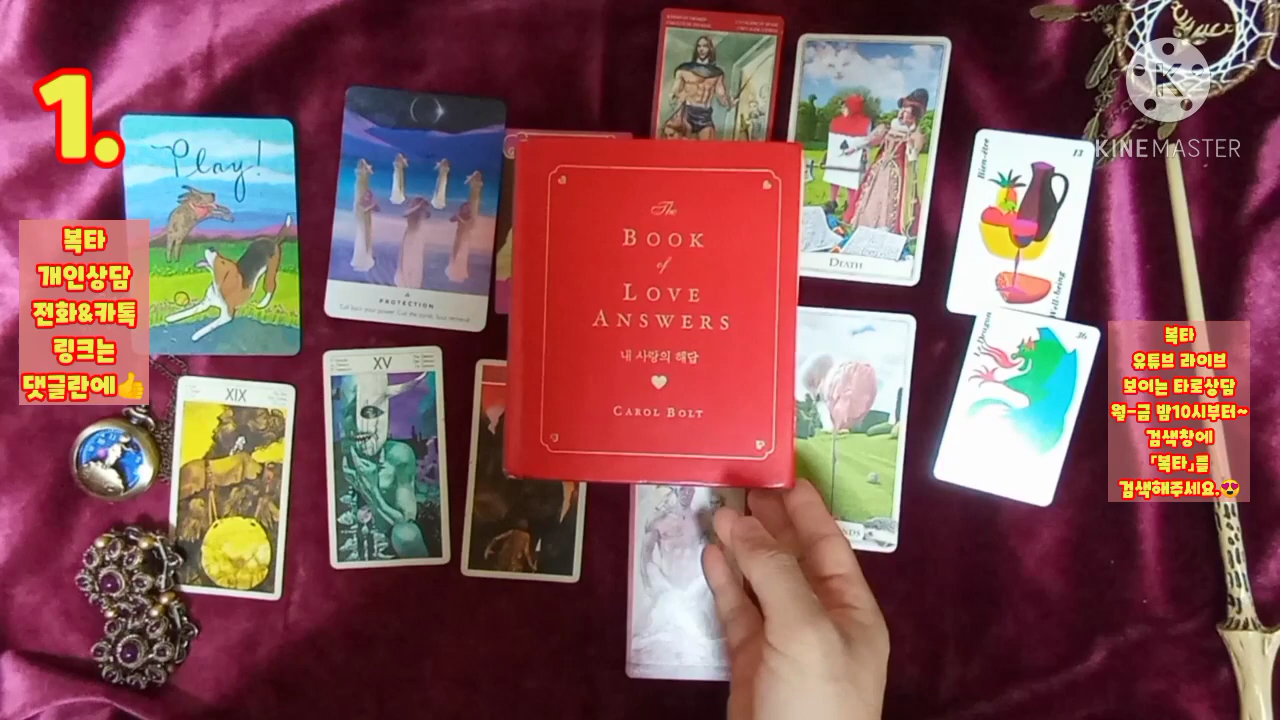 1.
복타
개인상담
전화&카톡
링크는
댓글란에👍
Play!
PROTECTION
XIX
XV
The
BOOK
of
LOVE
ANSWERS
내 사랑의 해답
CAROL BOLT
DEATH
Bien-être
13
Well-being
Le Dragon
36
KINEMASTER
복타
유튜브 라이브
보이는 타로상담
월-금 밤10시부터~
검색창에
「복타」를
검색해주세요.😍